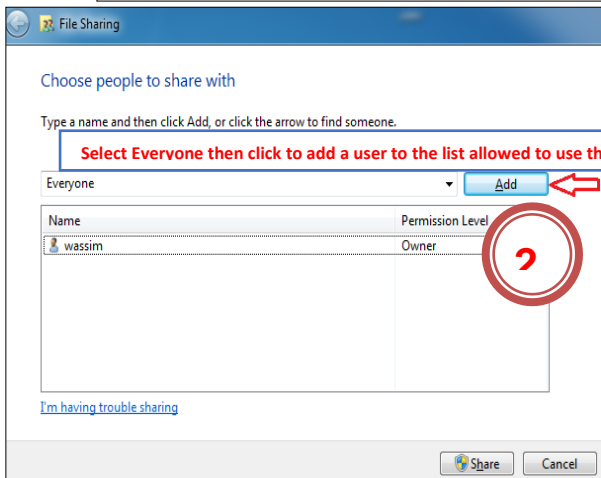 File Sharing
Choose people to share with
Type a name and then click Add, or click the arrow to find someone.
Select Everyone then click to add a user to the list allowed to use
Everyone
Add
Name Permission Level
wassim Owner
2
I'm having trouble sharing
Share Cancel